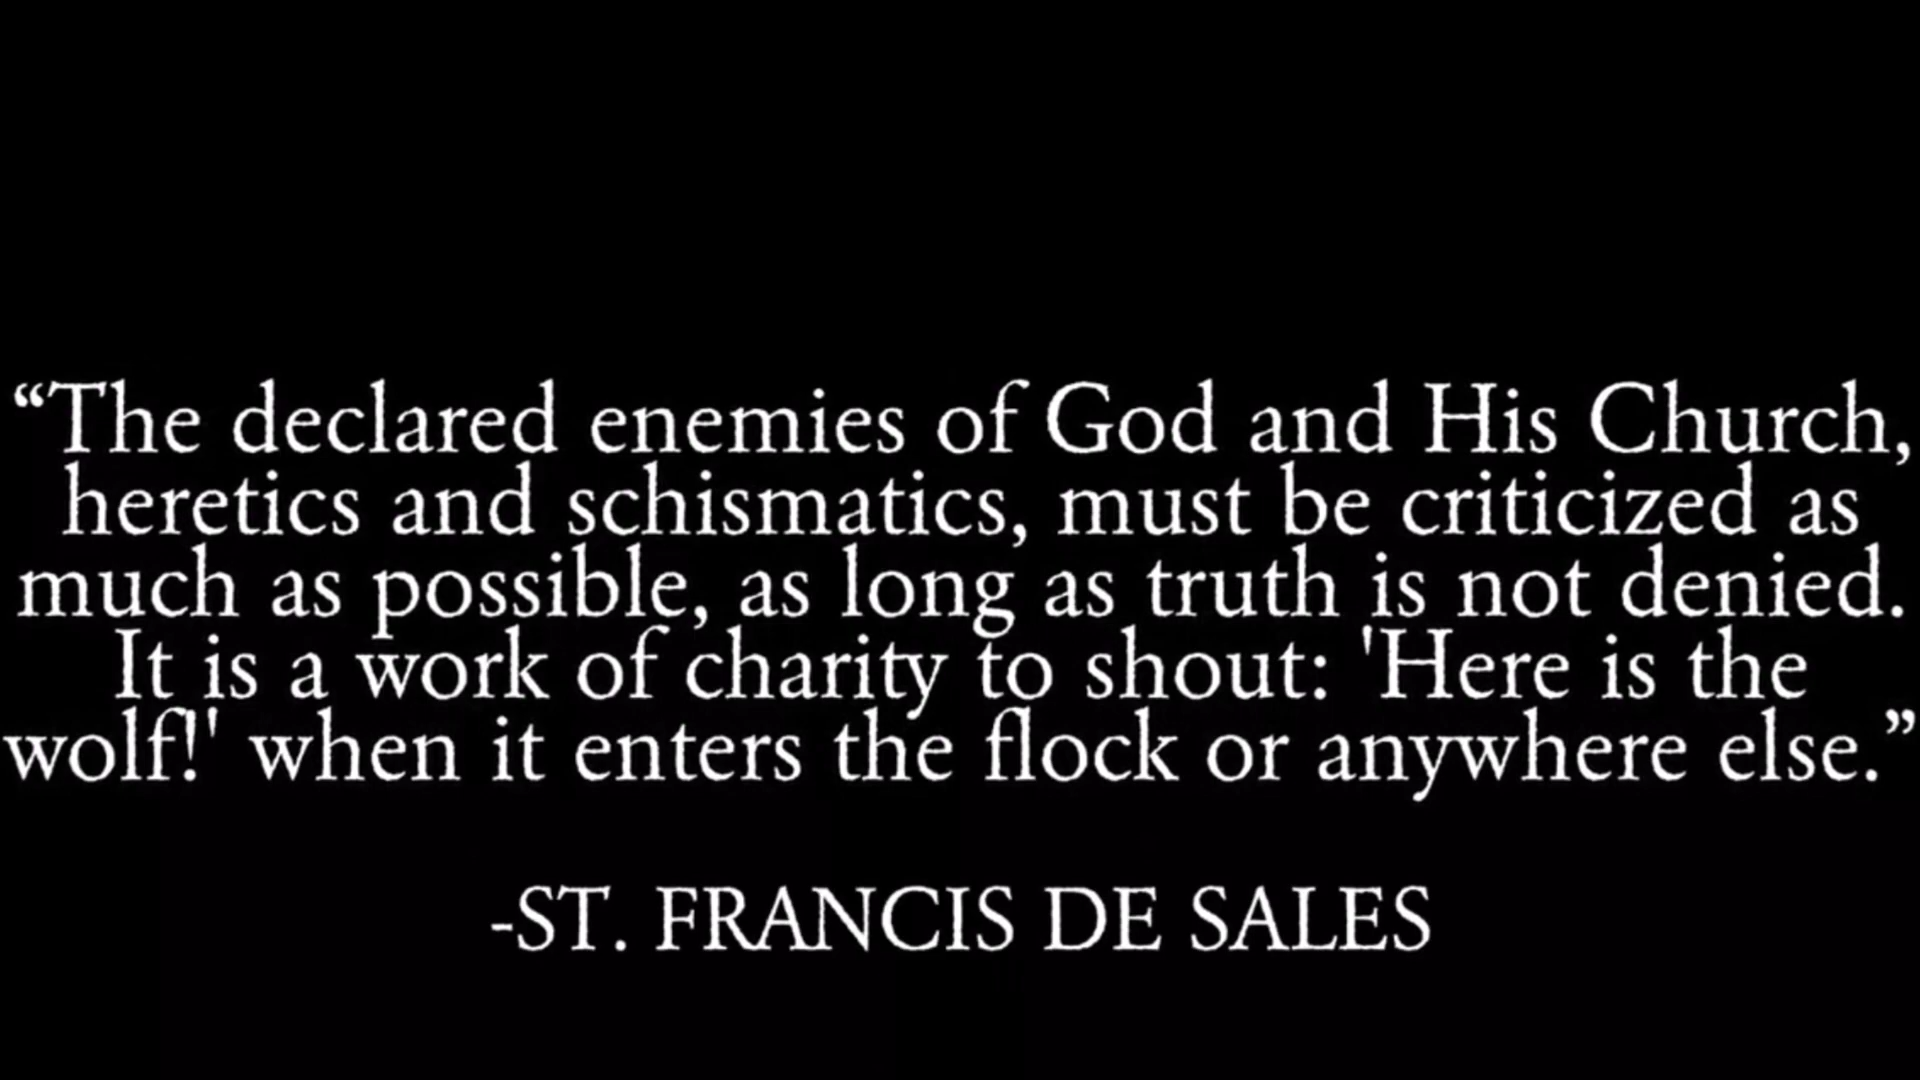 “The declared enemies of God and His Church,
heretics and schismatics, must be criticized as
much as possible, as long as truth is not denied.
It is a work of charity to shout: 'Here is the
wolf!' when it enters the flock or anywhere else.”
-ST. FRANCIS DE SALES